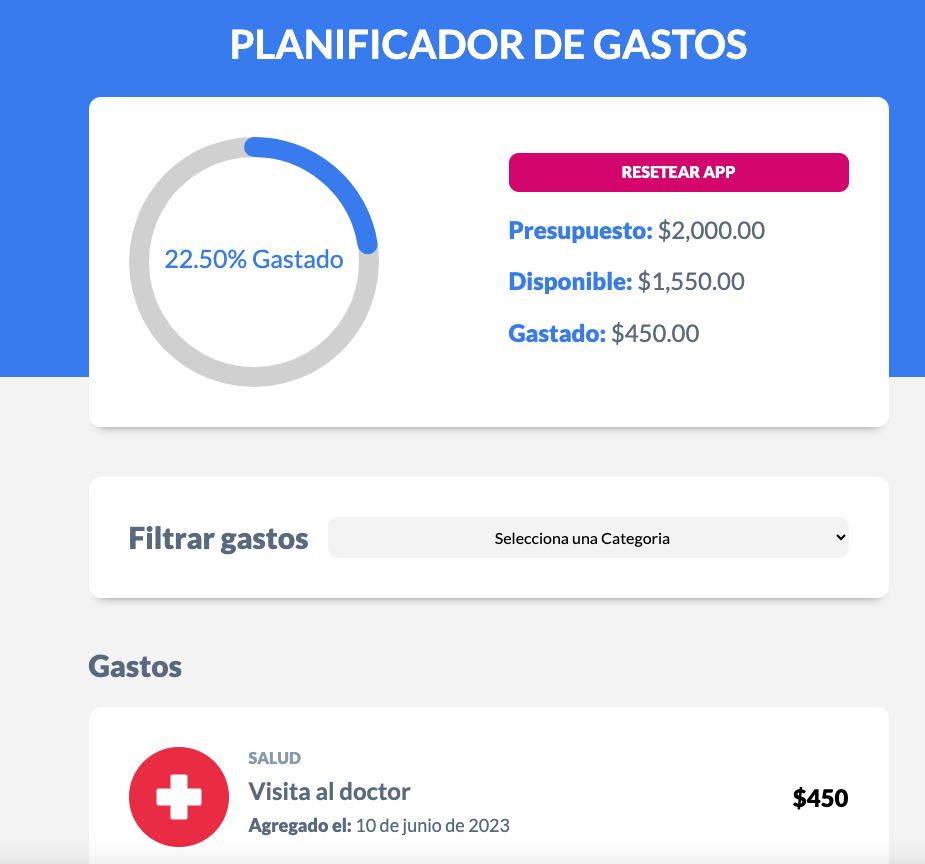 PLANIFICADOR DE GASTOS
22.50% Gastado
RESETEAR APP
Presupuesto: $2,000.00
Disponible: $1,550.00
Gastado: $450.00
Filtrar gastos
Selecciona una Categoria
Gastos
SALUD
Visita al doctor
$450
Agregado el: 10 de junio de 2023